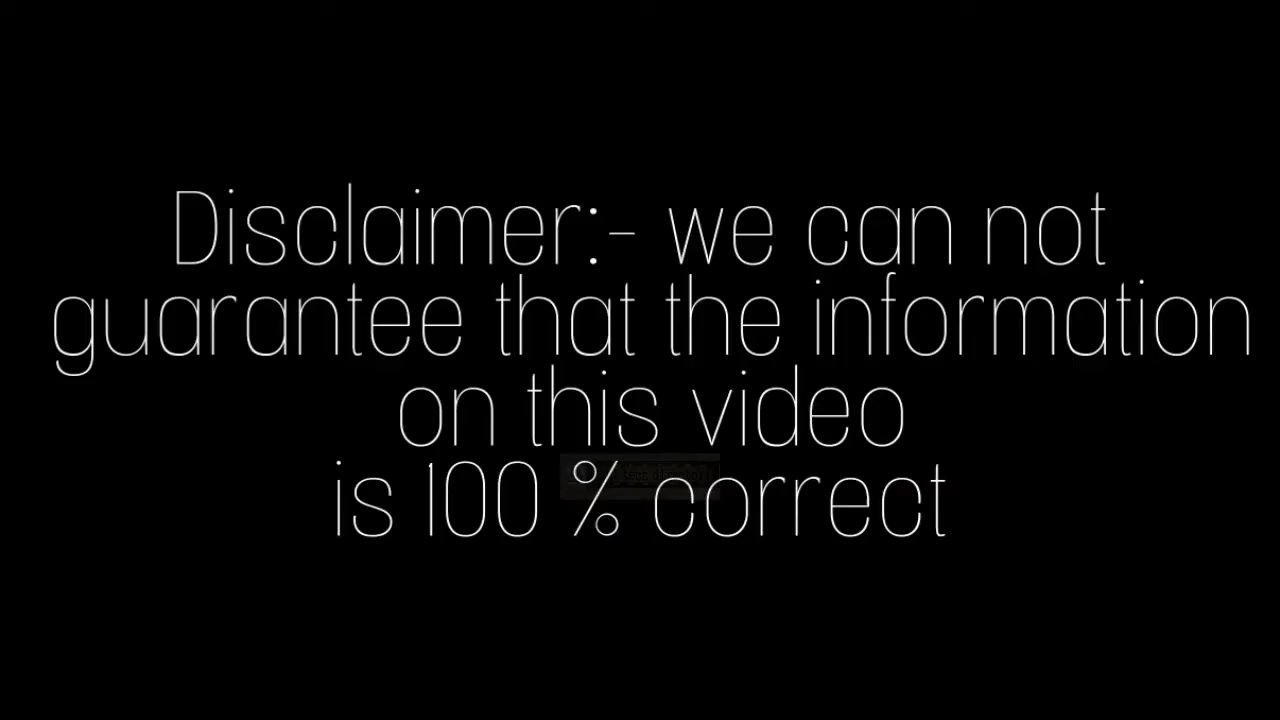 Disclaimer:- we can not
guarantee that the information
on this video
is 100 % correct